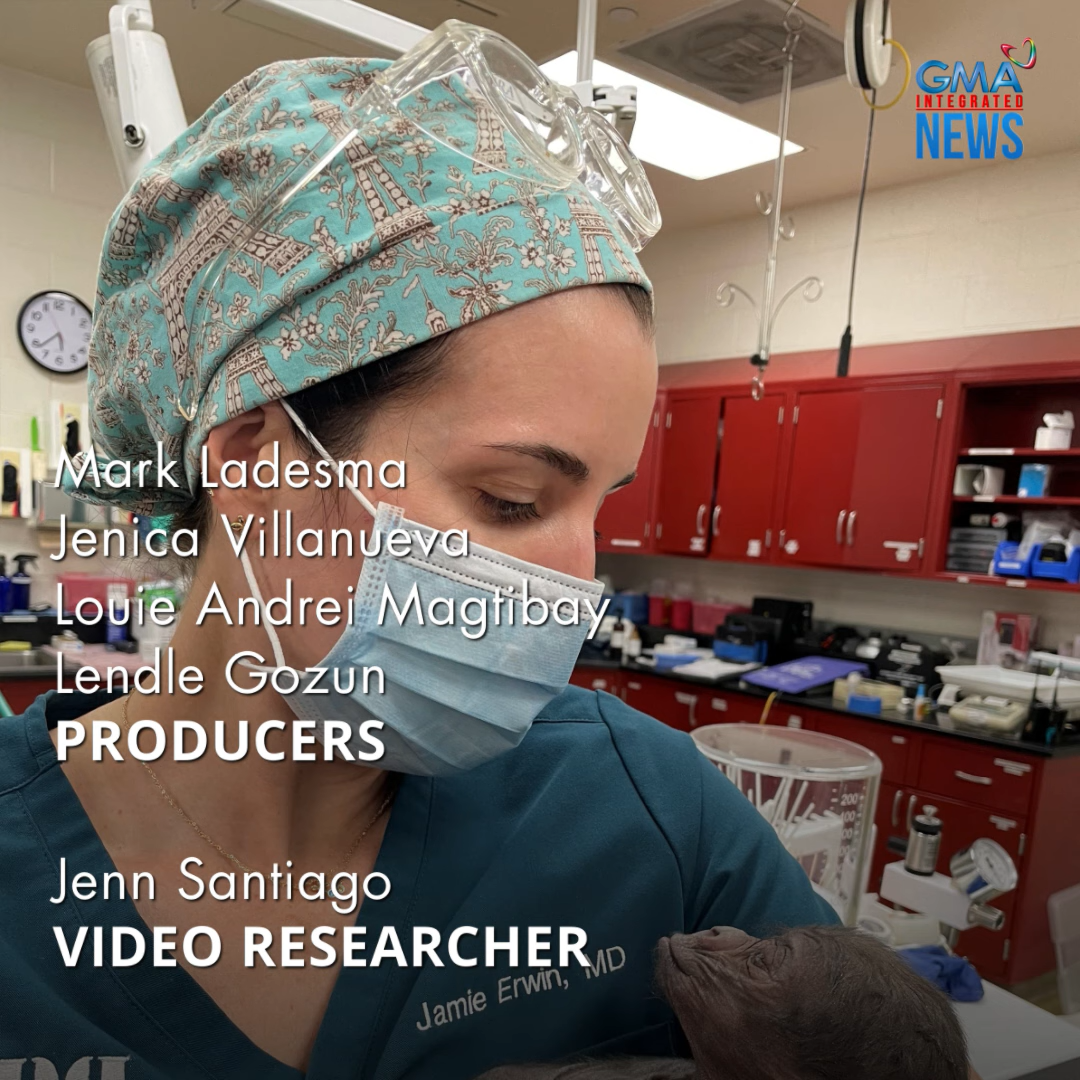 GMA
INTEGRATED
NEWS
Mark Ladesma
Jenica Villanueva
Louie Andrei Magtibay
Lendle Gozun
PRODUCERS
Jenn Santiago
VIDEO RESEARCHER
Jamie Erwin, MD
200